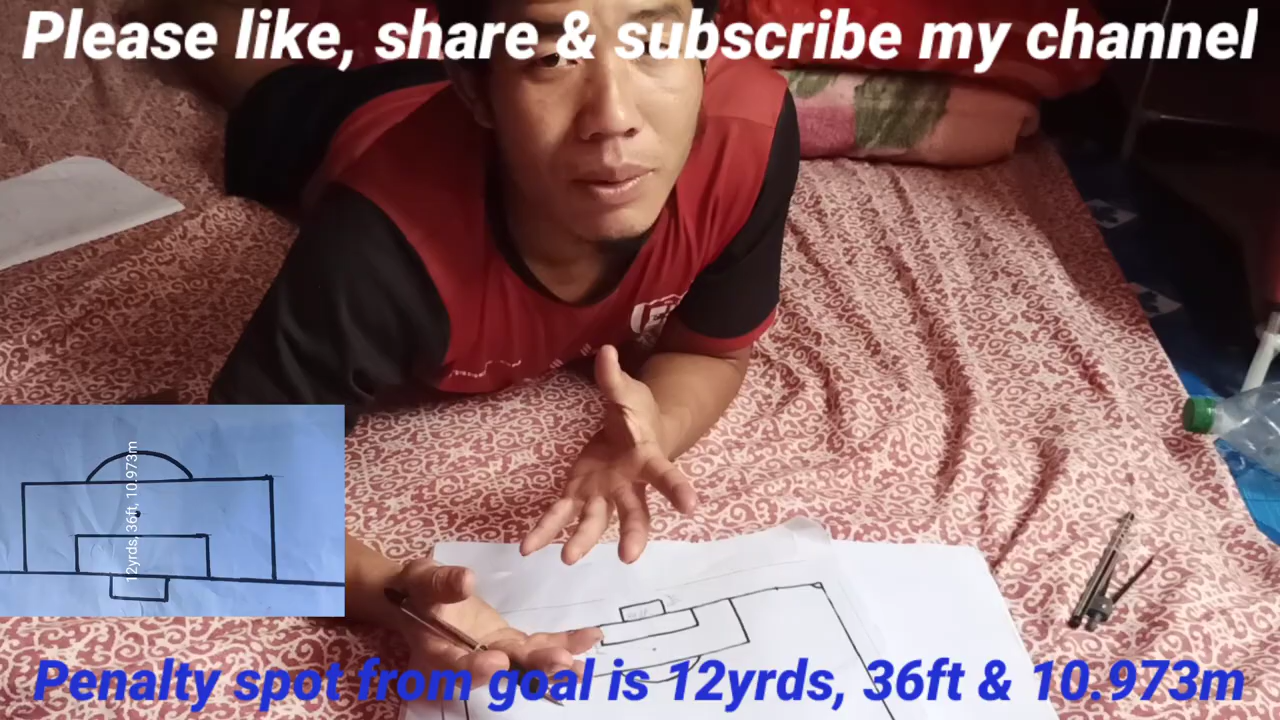 Please like, share & subscribe my channel
12yrds, 36ft, 10.973m
Penalty spot from goal is 12yrds, 36ft & 10.973m